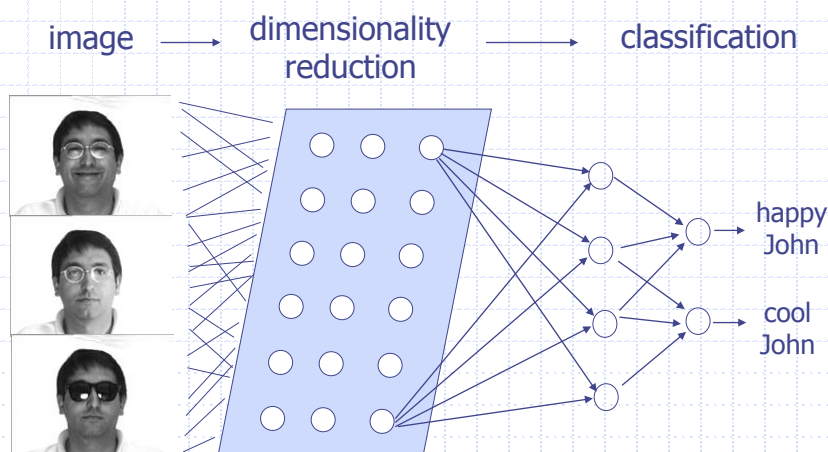 image
dimensionality
reduction
classification
happy
John
cool
John